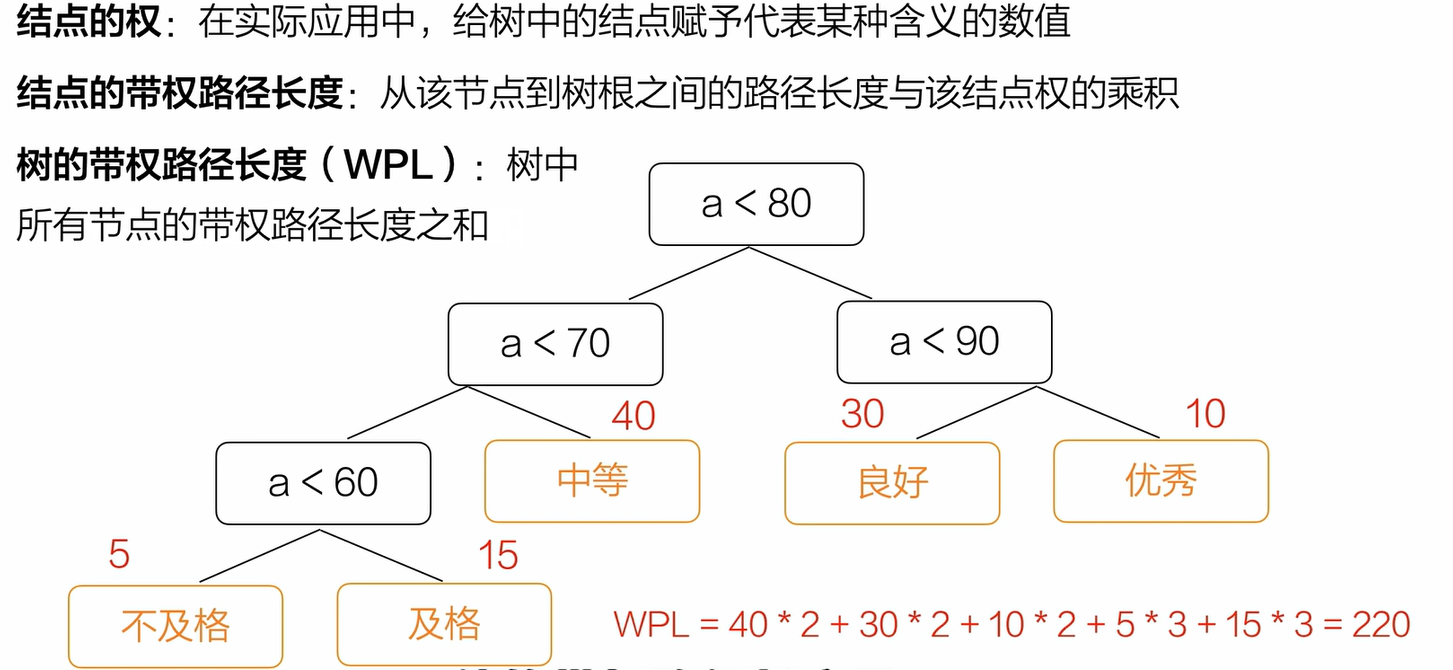 结点的权：在实际应用中，给树中的结点赋予代表某种含义的数值
结点的带权路径长度：从该节点到树根之间的路径长度与该结点权的乘积
树的带权路径长度（WPL）：树中
所有节点的带权路径长度之和
a < 80
a < 70
a < 90
40
30
10
a < 60
中等
良好
优秀
5
15
不及格
及格
WPL = 40 * 2 + 30 * 2 + 10 * 2 + 5 * 3 + 15 * 3 = 220